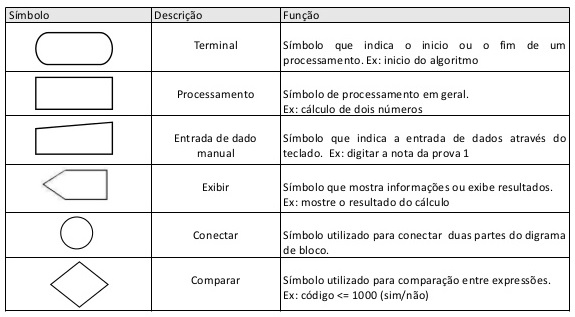 Símbolo Descrição Função
Terminal Símbolo que indica o inicio ou o fim de um
processamento. Ex: inicio do algoritmo
Processamento Símbolo de processamento em geral.
Ex: cálculo de dois números
Entrada de dado Símbolo que indica a entrada de dados através do
manual teclado. Ex: digitar a nota da prova 1
Exibir Símbolo que mostra informações ou exibe resultados.
Ex: mostre o resultado do cálculo
Conectar Símbolo utilizado para conectar duas partes do digrama
de bloco.
Comparar Símbolo utilizado para comparação entre expressões.
Ex: código <= 1000 (sim/não)